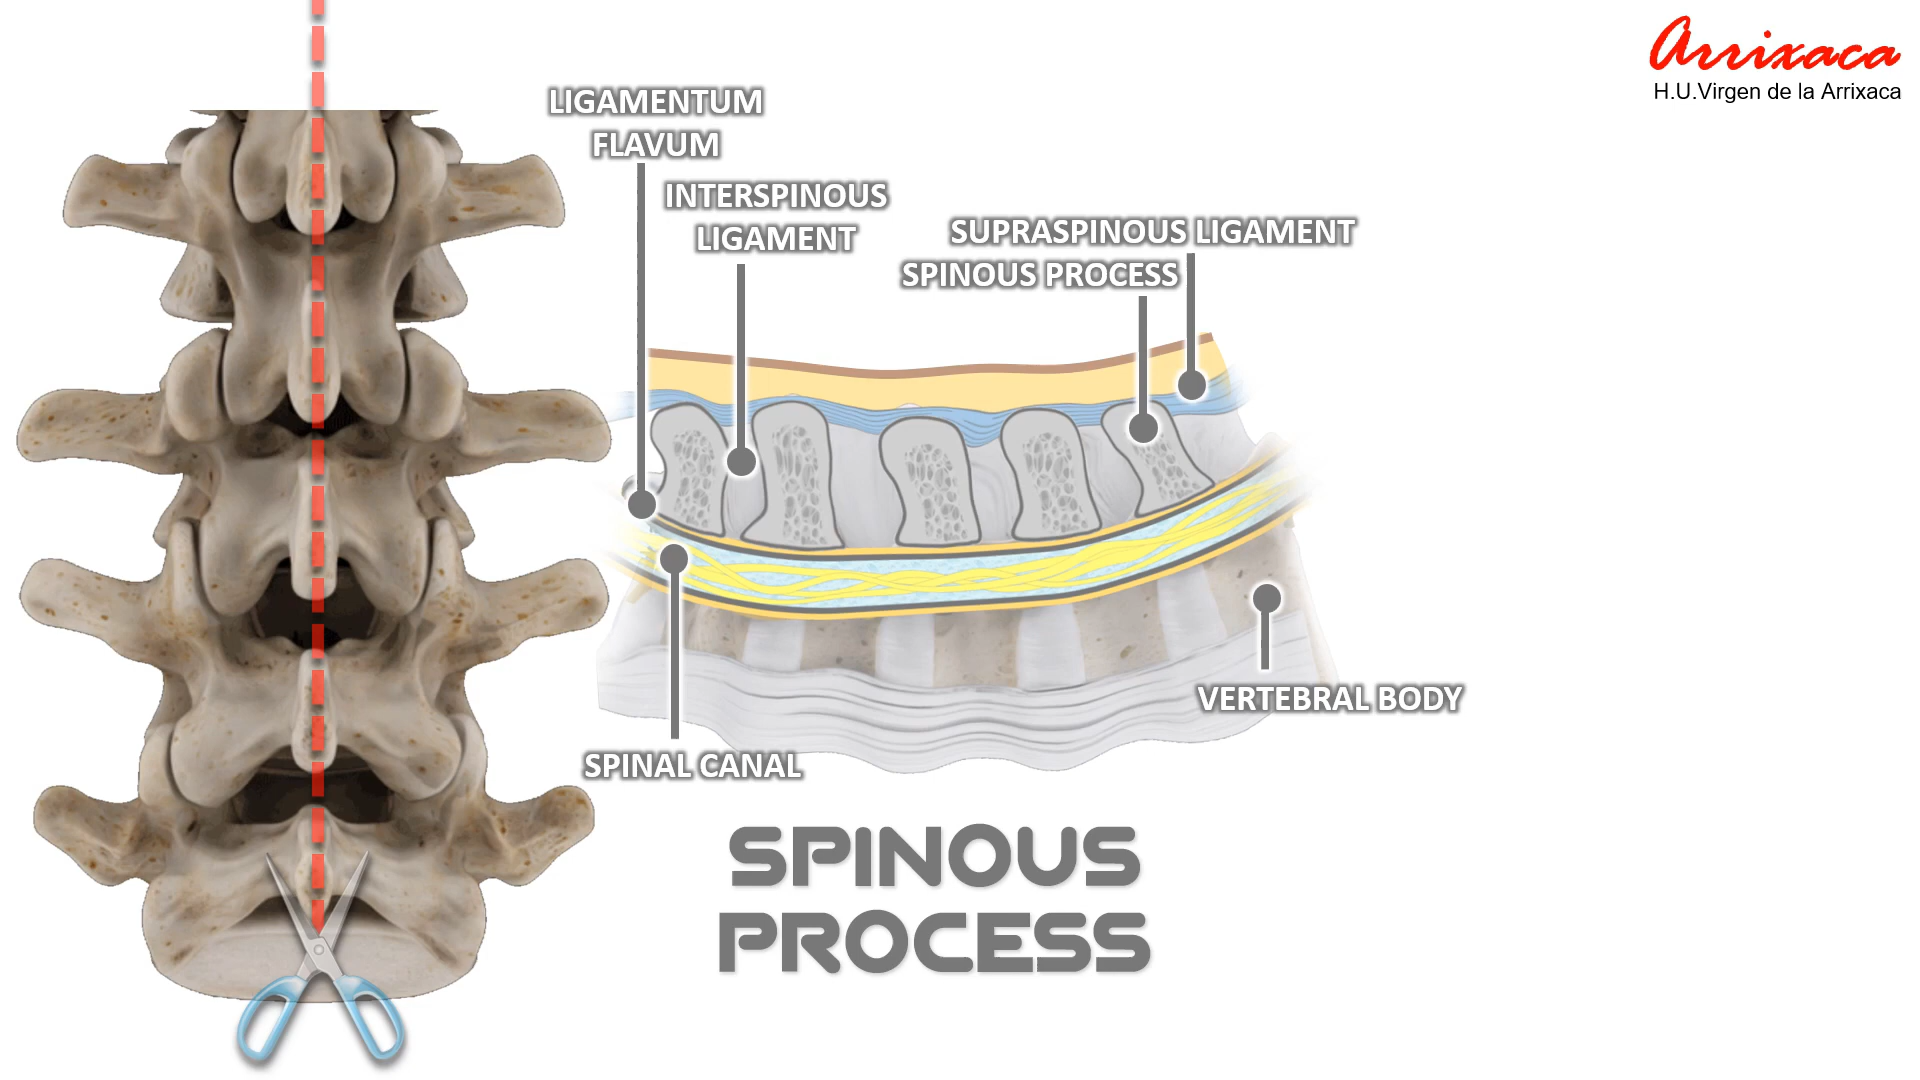 Arrixaca
H.U.Virgen de la Arrixaca
LIGAMENTUM
FLAVUM
INTERSPINOUS
LIGAMENT
SUPRASPINOUS LIGAMENT
SPINOUS PROCESS
VERTEBRAL BODY
SPINAL CANAL
SPINOUS
PROCESS